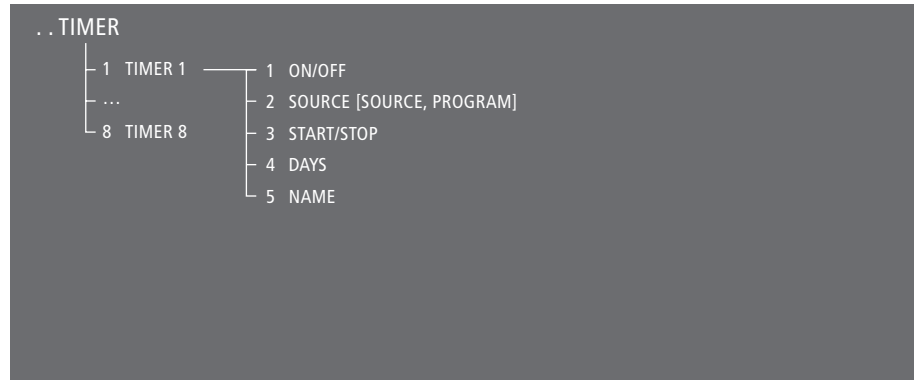 . . TIMER
1 TIMER 1
1 ON/OFF
...
2 SOURCE [SOURCE, PROGRAM]
8 TIMER 8
3 START/STOP
4 DAYS
5 NAME